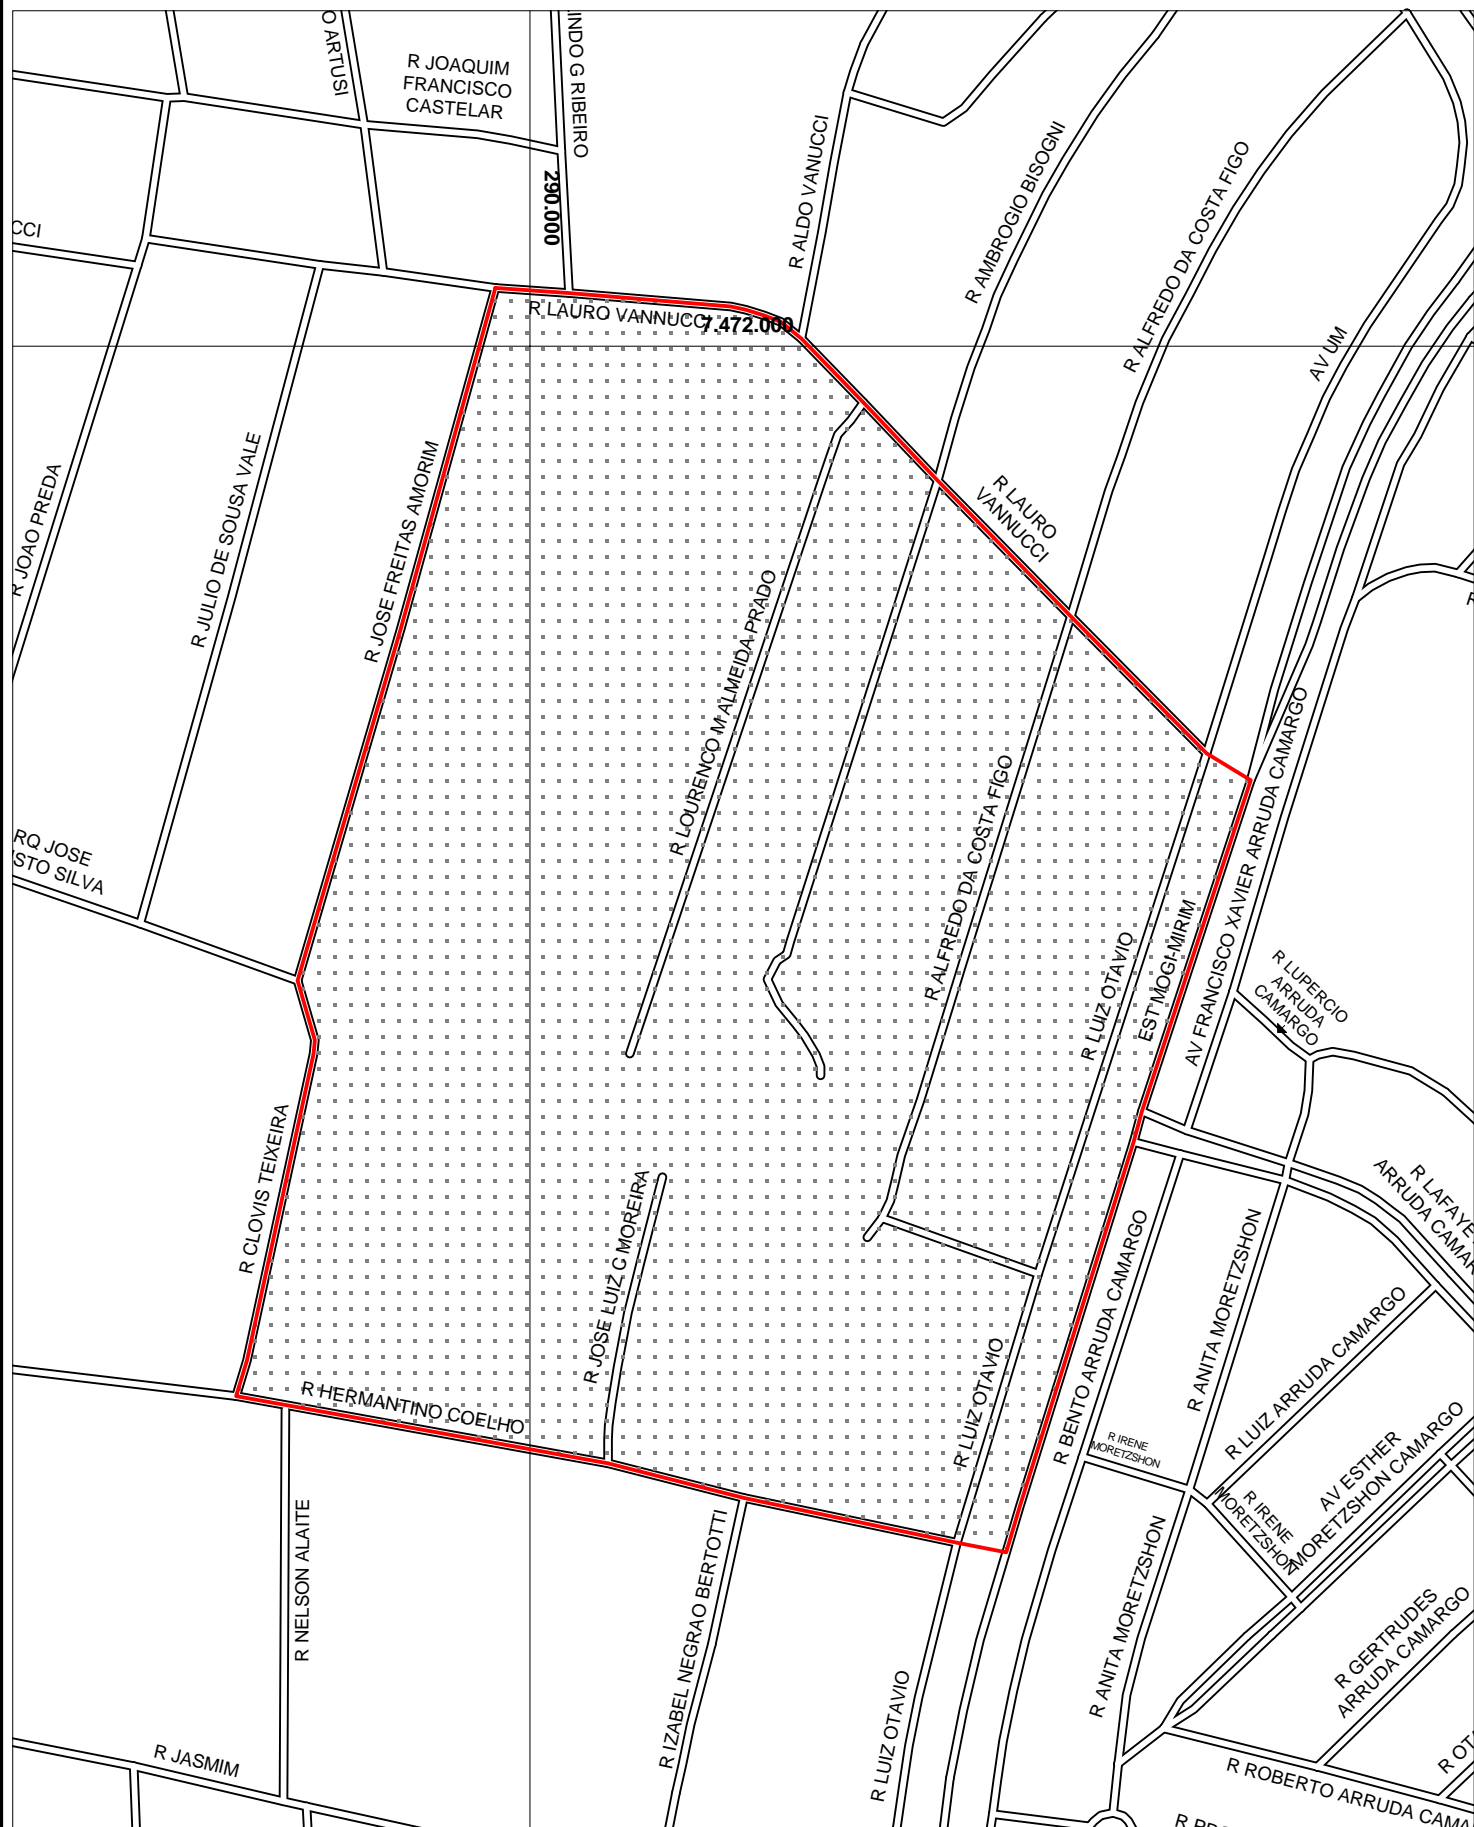 O ARTUSI
R JOAQUIM
FRANCISCO
CASTELAR
INDO G RIBEIRO
290.000
CCI
R LAURO VANNUCCI
7.472.000
R ALDO VANUCCI
R AMBROGIO BISOGNI
R ALFREDO DA COSTA FIGO
AV UM
R JOAO PREDA
R JULIO DE SOUSA VALE
R JOSE FREITAS AMORIM
R LAURO
VANNUCCI
R LOURENCO M ALMEIDA PRADO
R ALFREDO DA COSTA FIGO
RQ JOSE
STO SILVA
R LUIZ OTAVIO
EST MOGI-MIRIM
AV FRANCISCO XAVIER ARRUDA CAMARGO
R LUPERCIO
ARRUDA
CAMARGO
R CLOVIS TEIXEIRA
R JOSE LUIZ C MOREIRA
R HERMANTINO COELHO
R LUIZ OTAVIO
R BENTO ARRUDA CAMARGO
R ANITA MORETZSHON
R LAFAYE
ARRUDA CAMAR
R LUIZ ARRUDA CAMARGO
R IRENE
MORETZSHON
R IRENE
MORETZSHON
AV ESTHER
MORETZSHON CAMARGO
R NELSON ALAITE
R IZABEL NEGRAO BERTOTTI
R LUIZ OTAVIO
R ANITA MORETZSHON
R GERTRUDES
ARRUDA CAMARGO
R JASMIM
R ROBERTO ARRUDA CAMA
R OTA